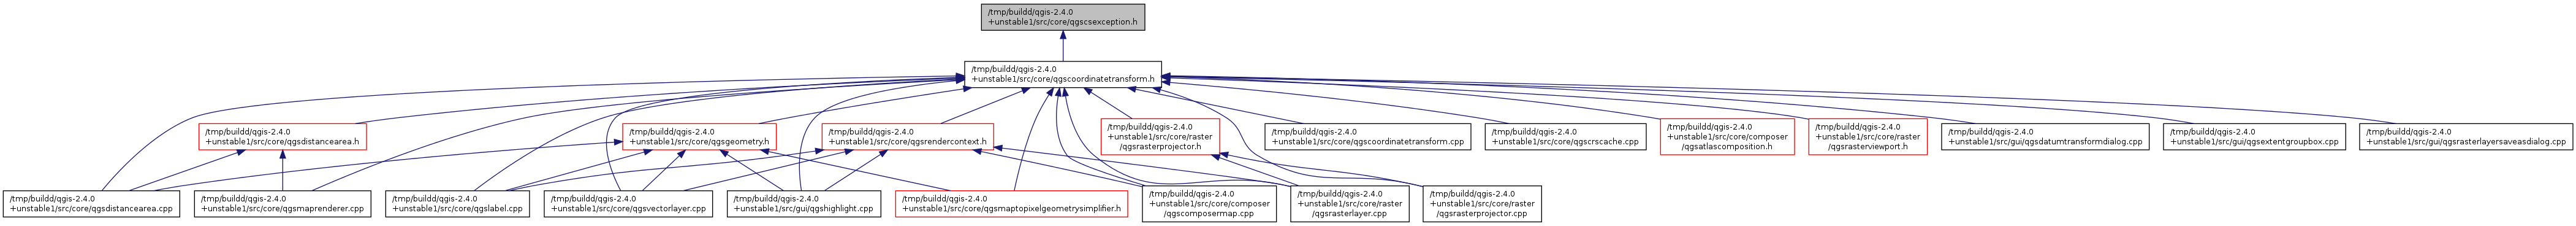 /tmp/buildd/qgis-2.4.0
+unstable1/src/core/qgscsexception.h
/tmp/buildd/qgis-2.4.0
+unstable1/src/core/qgscoordinatetransform.h
/tmp/buildd/qgis-2.4.0
+unstable1/src/core/qgsdistancearea.h
/tmp/buildd/qgis-2.4.0
+unstable1/src/core/qgsgeometry.h
/tmp/buildd/qgis-2.4.0
+unstable1/src/core/qgsrendercontext.h
/tmp/buildd/qgis-2.4.0
+unstable1/src/core/raster
/qgsrasterprojector.h
/tmp/buildd/qgis-2.4.0
+unstable1/src/core/qgscoordinatetransform.cpp
/tmp/buildd/qgis-2.4.0
+unstable1/src/core/qgscrscache.cpp
/tmp/buildd/qgis-2.4.0
+unstable1/src/core/composer
/qgsatlascomposition.h
/tmp/buildd/qgis-2.4.0
+unstable1/src/core/raster
/qgsrasterviewport.h
/tmp/buildd/qgis-2.4.0
+unstable1/src/gui/qgsdatumtransformdialog.cpp
/tmp/buildd/qgis-2.4.0
+unstable1/src/gui/qgsextentgroupbox.cpp
/tmp/buildd/qgis-2.4.0
+unstable1/src/gui/qgsrasterlayersaveasdialog.cpp
/tmp/buildd/qgis-2.4.0
+unstable1/src/core/qgsdistancearea.cpp
/tmp/buildd/qgis-2.4.0
+unstable1/src/core/qgsmaprenderer.cpp
/tmp/buildd/qgis-2.4.0
+unstable1/src/core/qgslabel.cpp
/tmp/buildd/qgis-2.4.0
+unstable1/src/core/qgsvectorlayer.cpp
/tmp/buildd/qgis-2.4.0
+unstable1/src/gui/qgshighlight.cpp
/tmp/buildd/qgis-2.4.0
+unstable1/src/core/qgsmaptopixelgeometrysimplifier.h
/tmp/buildd/qgis-2.4.0
+unstable1/src/core/composer
/qgscomposermap.cpp
/tmp/buildd/qgis-2.4.0
+unstable1/src/core/raster
/qgsrasterlayer.cpp
/tmp/buildd/qgis-2.4.0
+unstable1/src/core/raster
/qgsrasterprojector.cpp